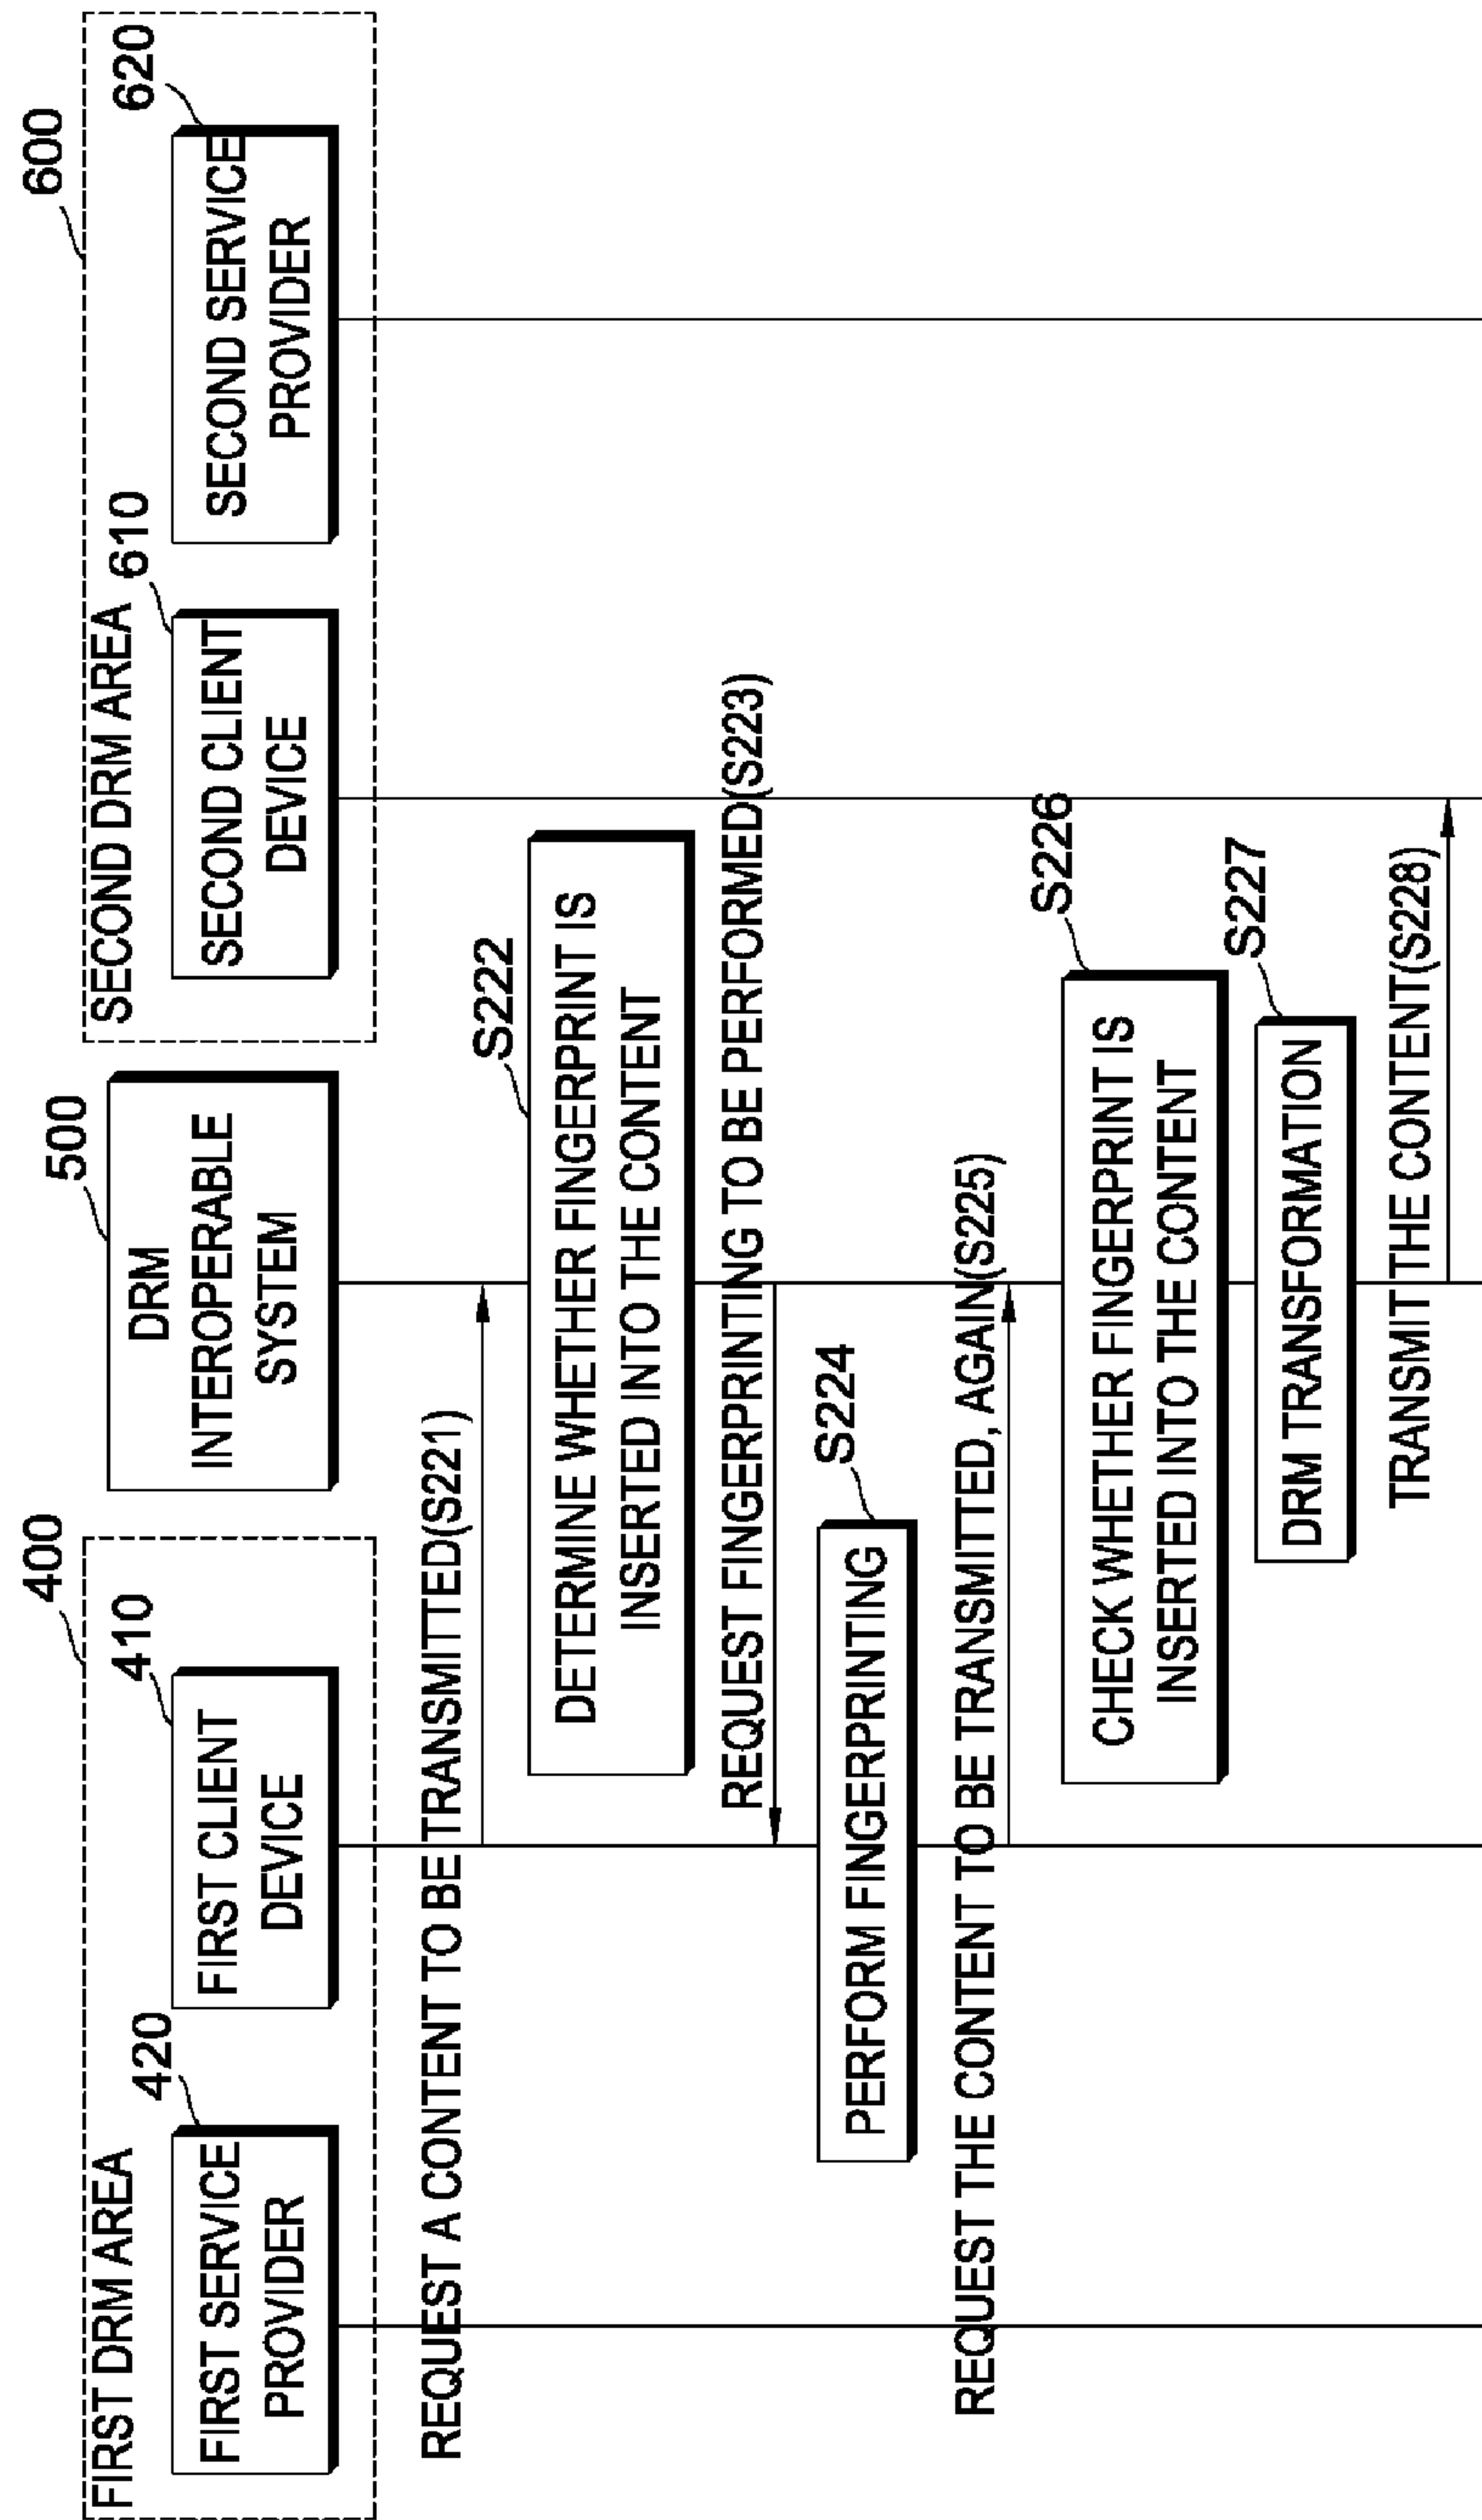 400
600
FIRST DRM AREA
420
410
500
SECOND DRM AREA
610
620
FIRST SERVICE
PROVIDER
FIRST CLIENT
DEVICE
DRM
INTEROPERABLE
SYSTEM
SECOND CLIENT
DEVICE
SECOND SERVICE
PROVIDER
REQUEST A CONTENT TO BE TRANSMITTED(S221)
S222
DETERMINE WHETHER FINGERPRINT IS
INSERTED INTO THE CONTENT
REQUEST FINGERPRINTING TO BE PERFORMED(S223)
S224
PERFORM FINGERPRINTING
REQUEST THE CONTENT TO BE TRANSMITTED, AGAIN(S225)
S226
CHECK WHETHER FINGERPRINT IS
INSERTED INTO THE CONTENT
S227
DRM TRANSFORMATION
TRANSMIT THE CONTENT(S228)